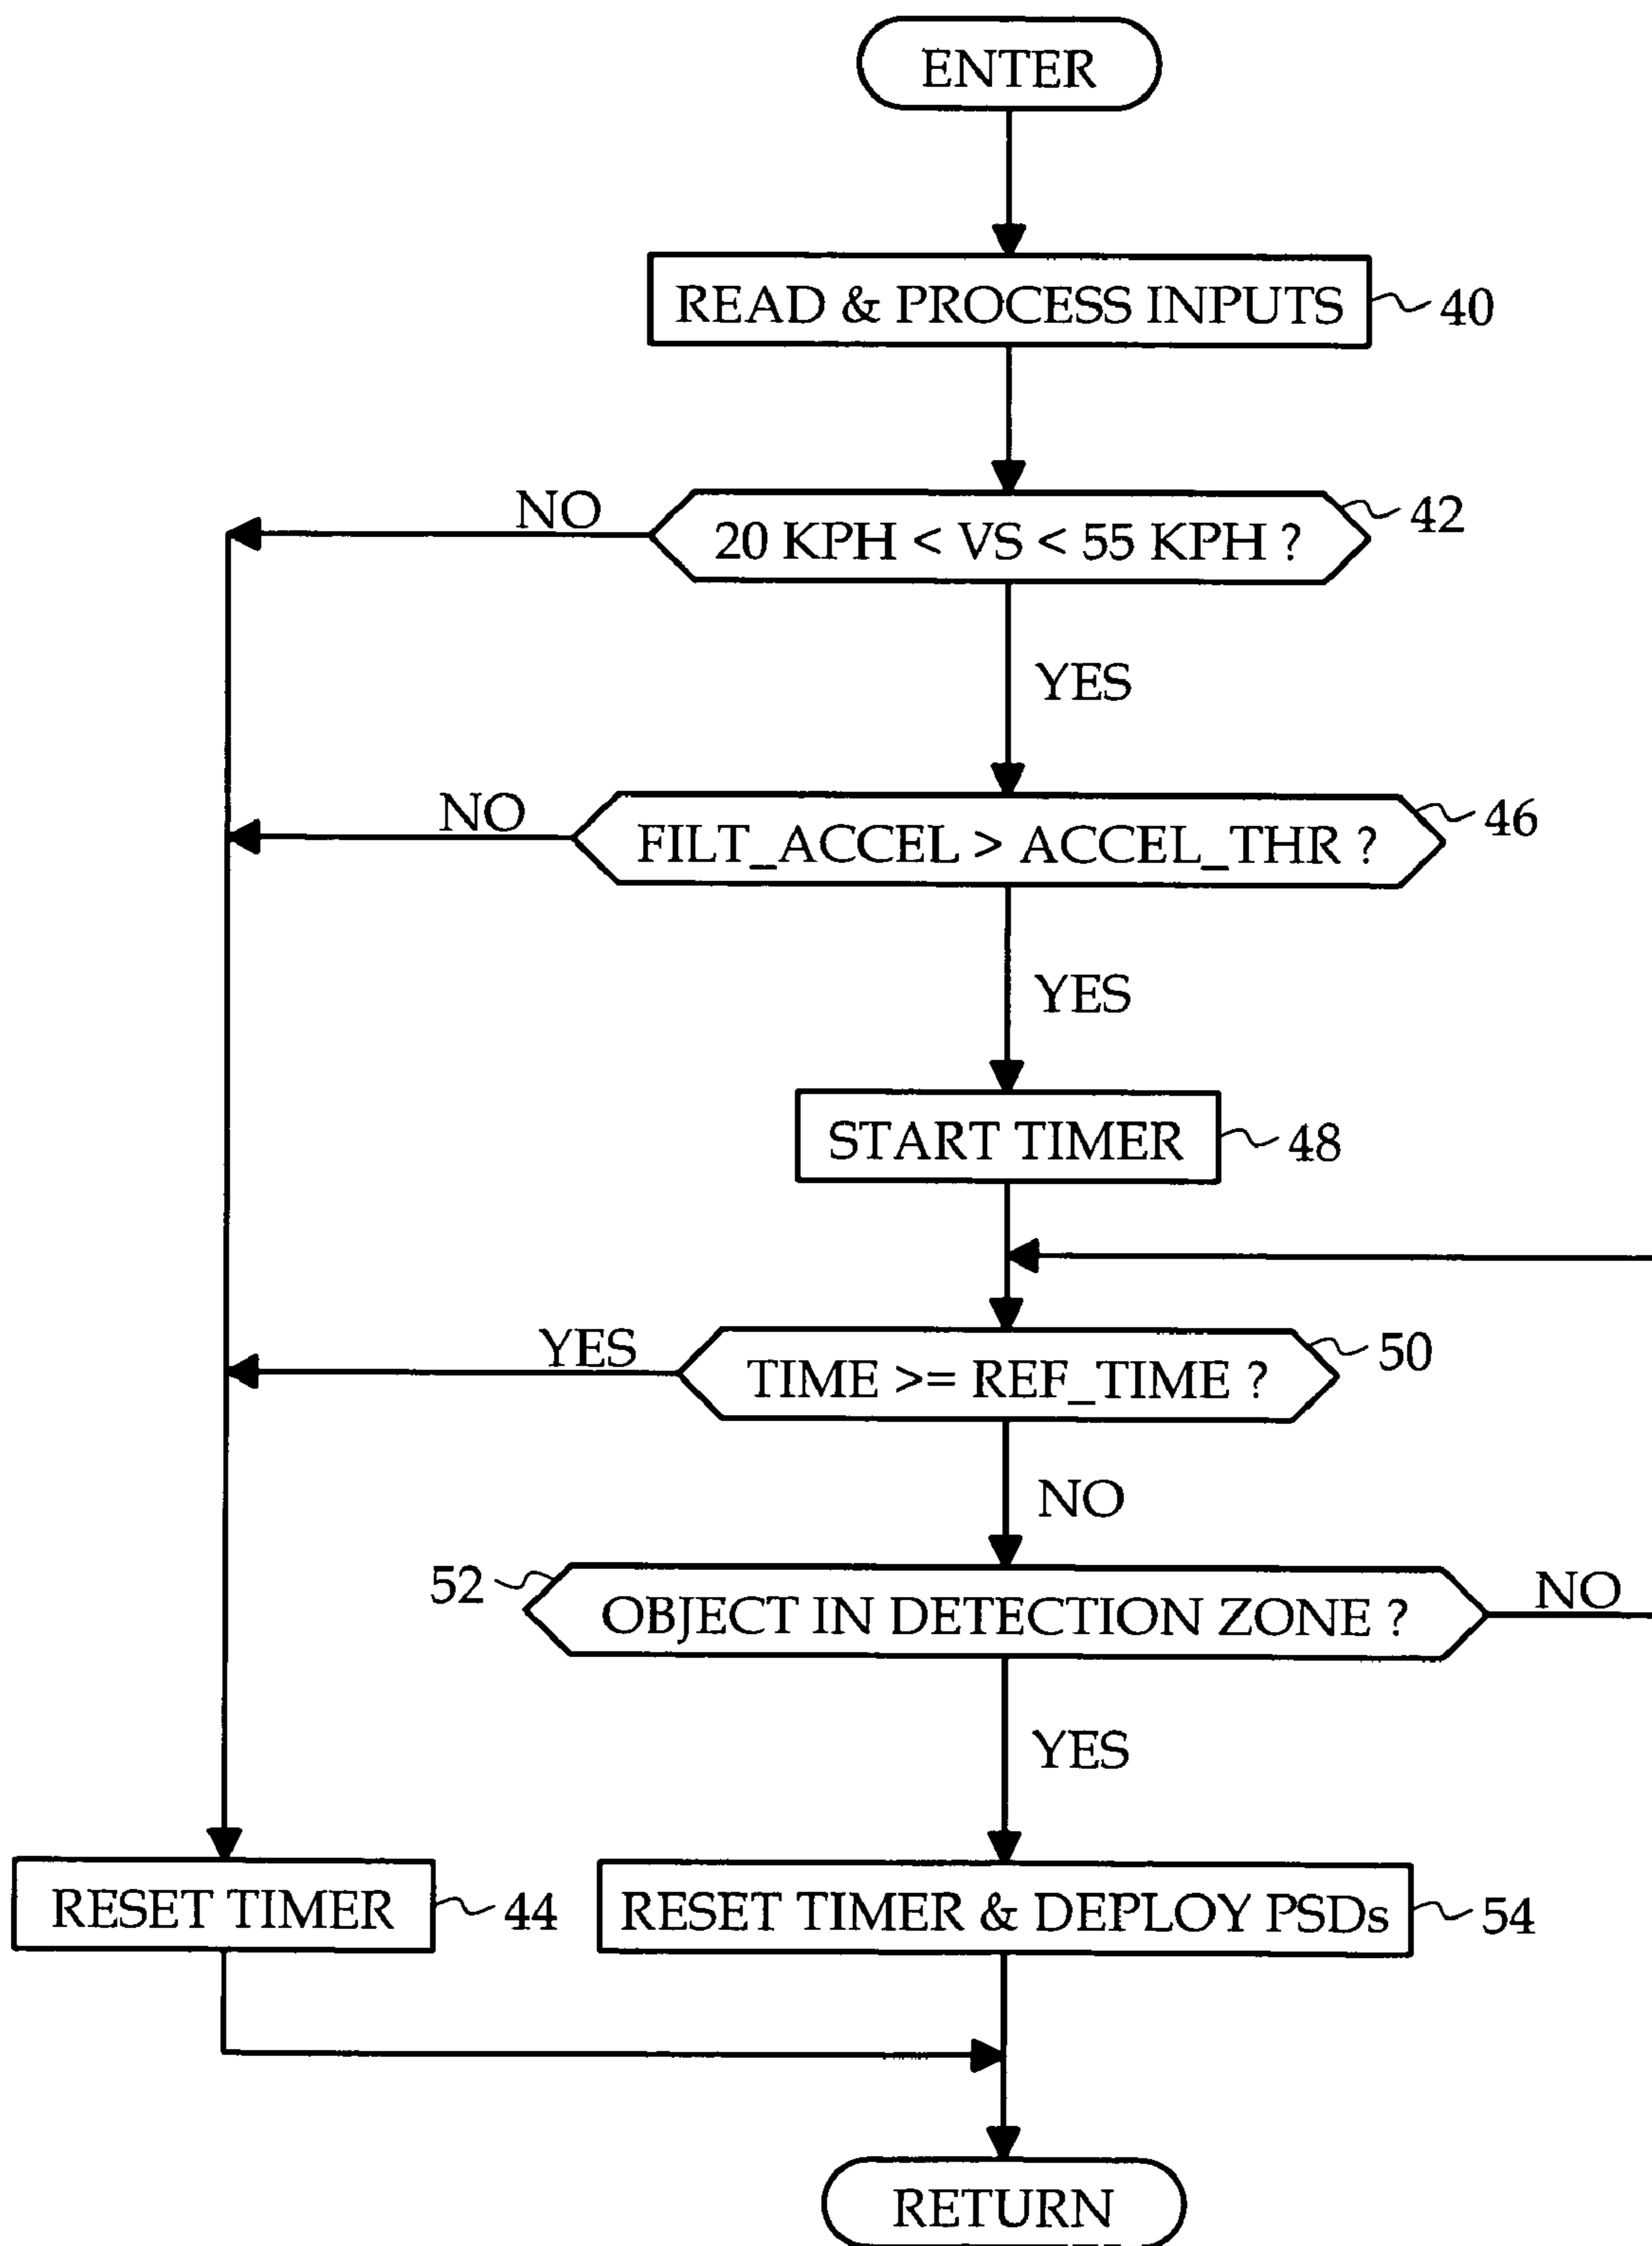 ENTER
READ & PROCESS INPUTS
40
20 KPH < VS < 55 KPH ?
42
NO
YES
FILT_ACCEL > ACCEL_THR ?
46
NO
YES
START TIMER
48
TIME >= REF_TIME ?
50
YES
NO
52
OBJECT IN DETECTION ZONE ?
NO
YES
RESET TIMER
44
RESET TIMER & DEPLOY PSDs
54
RETURN